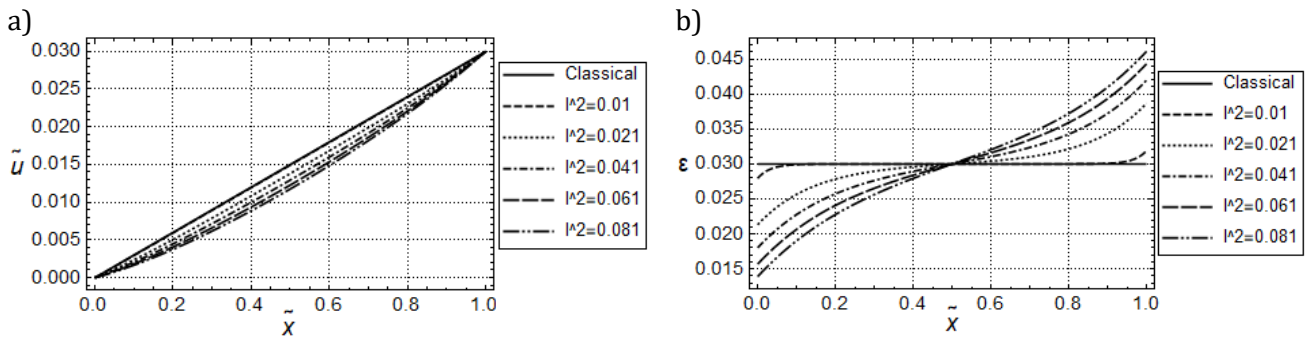 a)
0.030
0.025
0.020
ũ 0.015
0.010
0.005
0.000
0.0 0.2 0.4 0.6 0.8 1.0
x̃
Classical
l^2=0.01
l^2=0.021
l^2=0.041
l^2=0.061
l^2=0.081
b)
0.045
0.040
0.035
ε 0.030
0.025
0.020
0.015
0.0 0.2 0.4 0.6 0.8 1.0
x̃
Classical
l^2=0.01
l^2=0.021
l^2=0.041
l^2=0.061
l^2=0.081